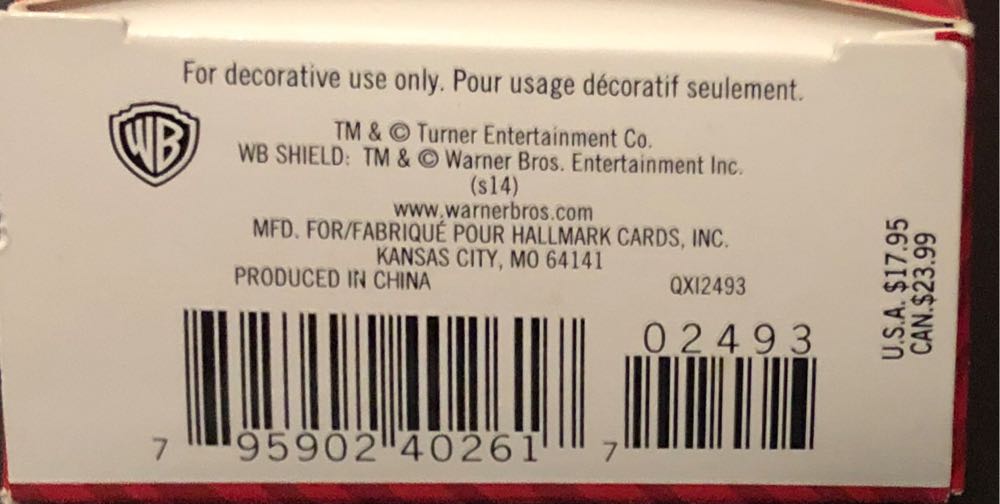 For decorative use only. Pour usage décoratif seulement.
WB
TM & © Turner Entertainment Co.
WB SHIELD: TM & © Warner Bros. Entertainment Inc.
(s14)
www.warnerbros.com
MFD. FOR/FABRIQUÉ POUR HALLMARK CARDS, INC.
KANSAS CITY, MO 64141
PRODUCED IN CHINA
QXI2493
U.S.A. $17.95
CAN.$23.99
02493
7 95902 40261 7